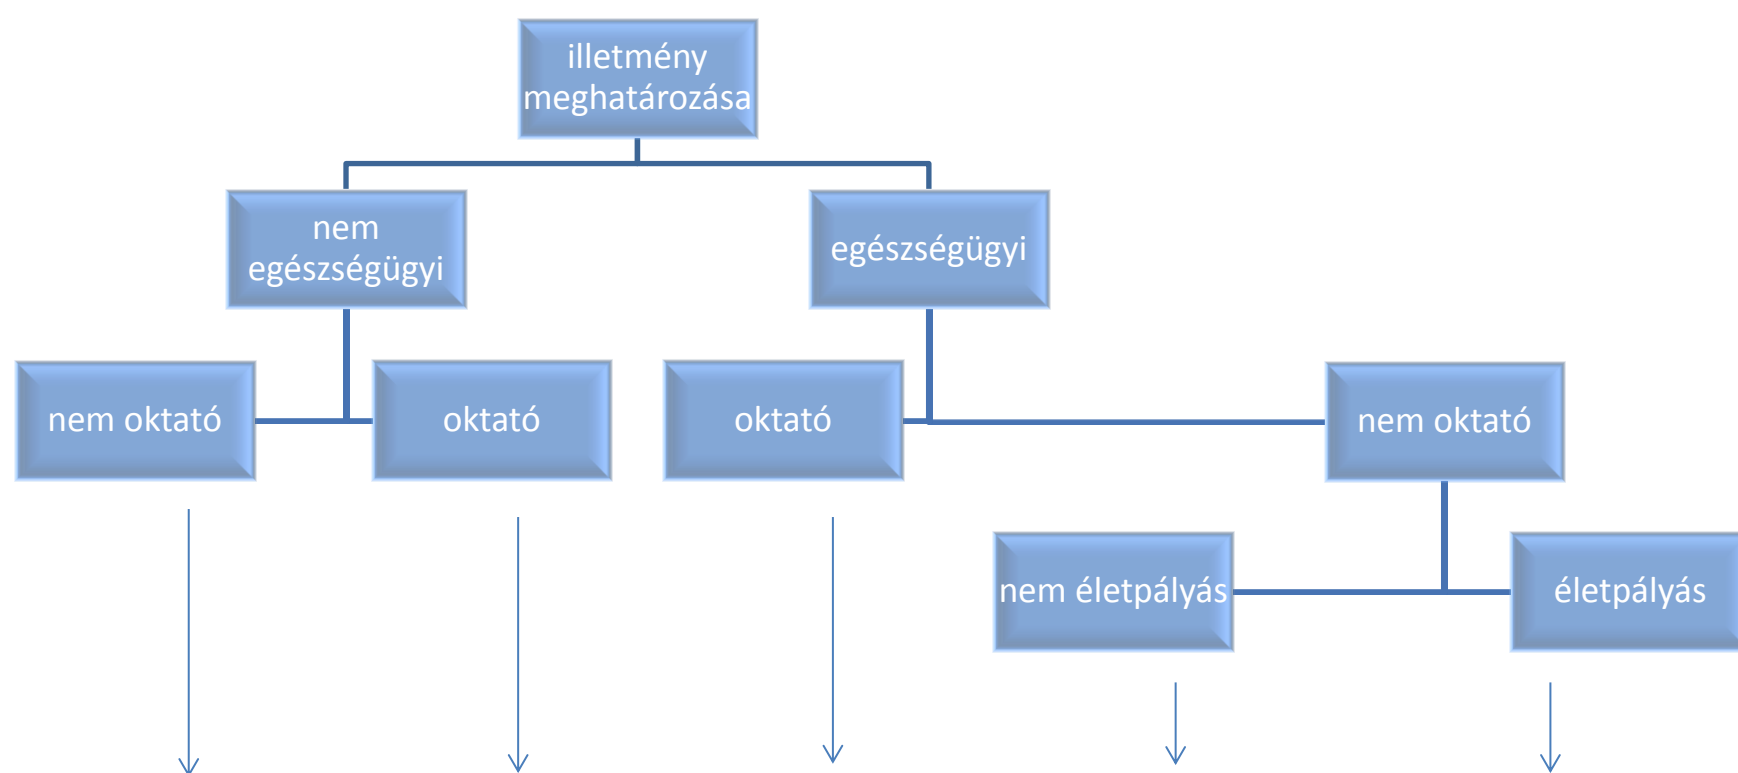 illetmény
meghatározása
nem
egészségügyi
egészségügyi
nem oktató
oktató
oktató
nem oktató
nem életpályás
életpályás